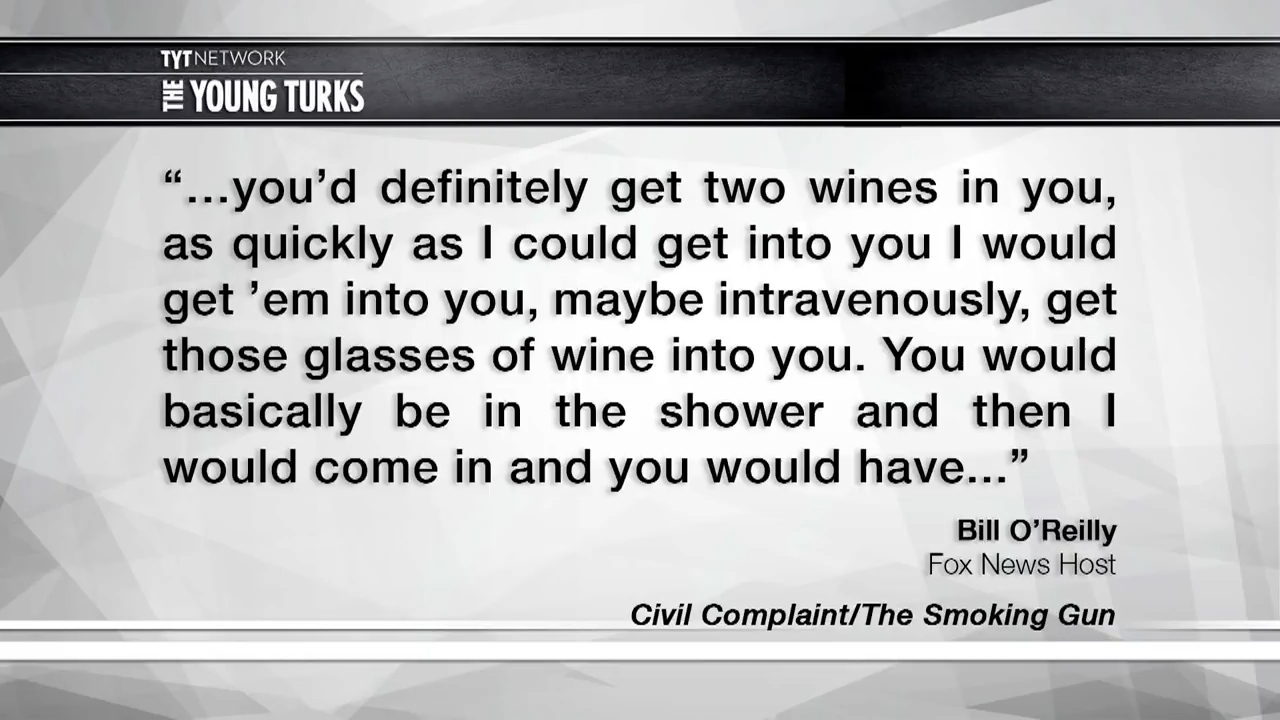 TYT NETWORK
THE YOUNG TURKS
“...you’d definitely get two wines in you,
as quickly as I could get into you I would
get ’em into you, maybe intravenously, get
those glasses of wine into you. You would
basically be in the shower and then I
would come in and you would have...”
Bill O’Reilly
Fox News Host
Civil Complaint/The Smoking Gun